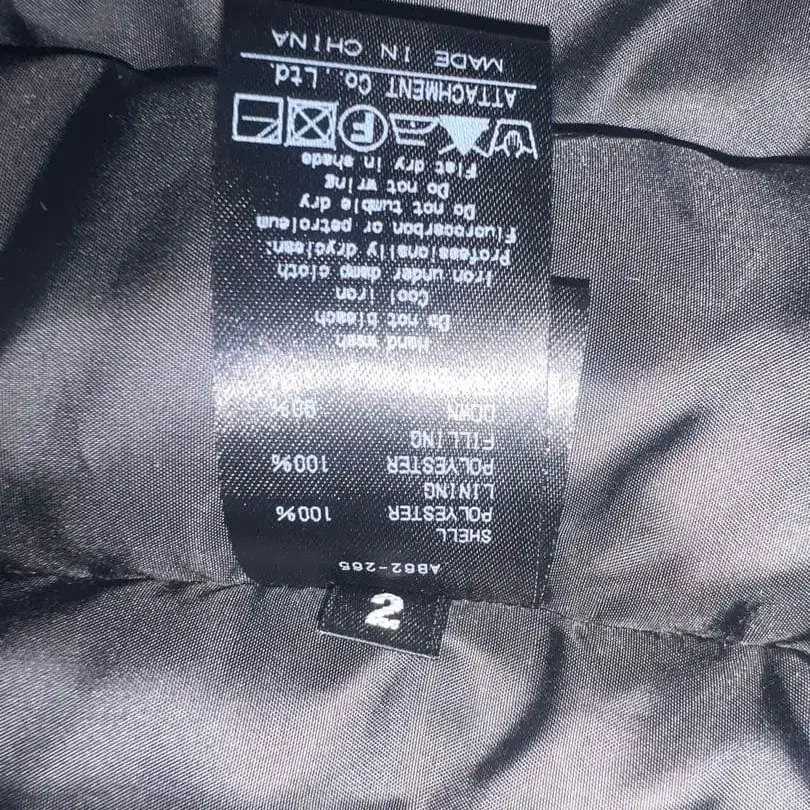 2
AB62-265
SHELL
POLYESTER 100%
LINING
POLYESTER 100%
FILLING
DOWN 90%
Hand wash
Do not bleach
Cool iron
Iron under damp cloth
Professionally dryclean:
Fluorocarbon or petroleum
Do not tumble dry
Do not wring
Flat dry in shade
F
ATTACHMENT Co., Ltd.
MADE IN CHINA